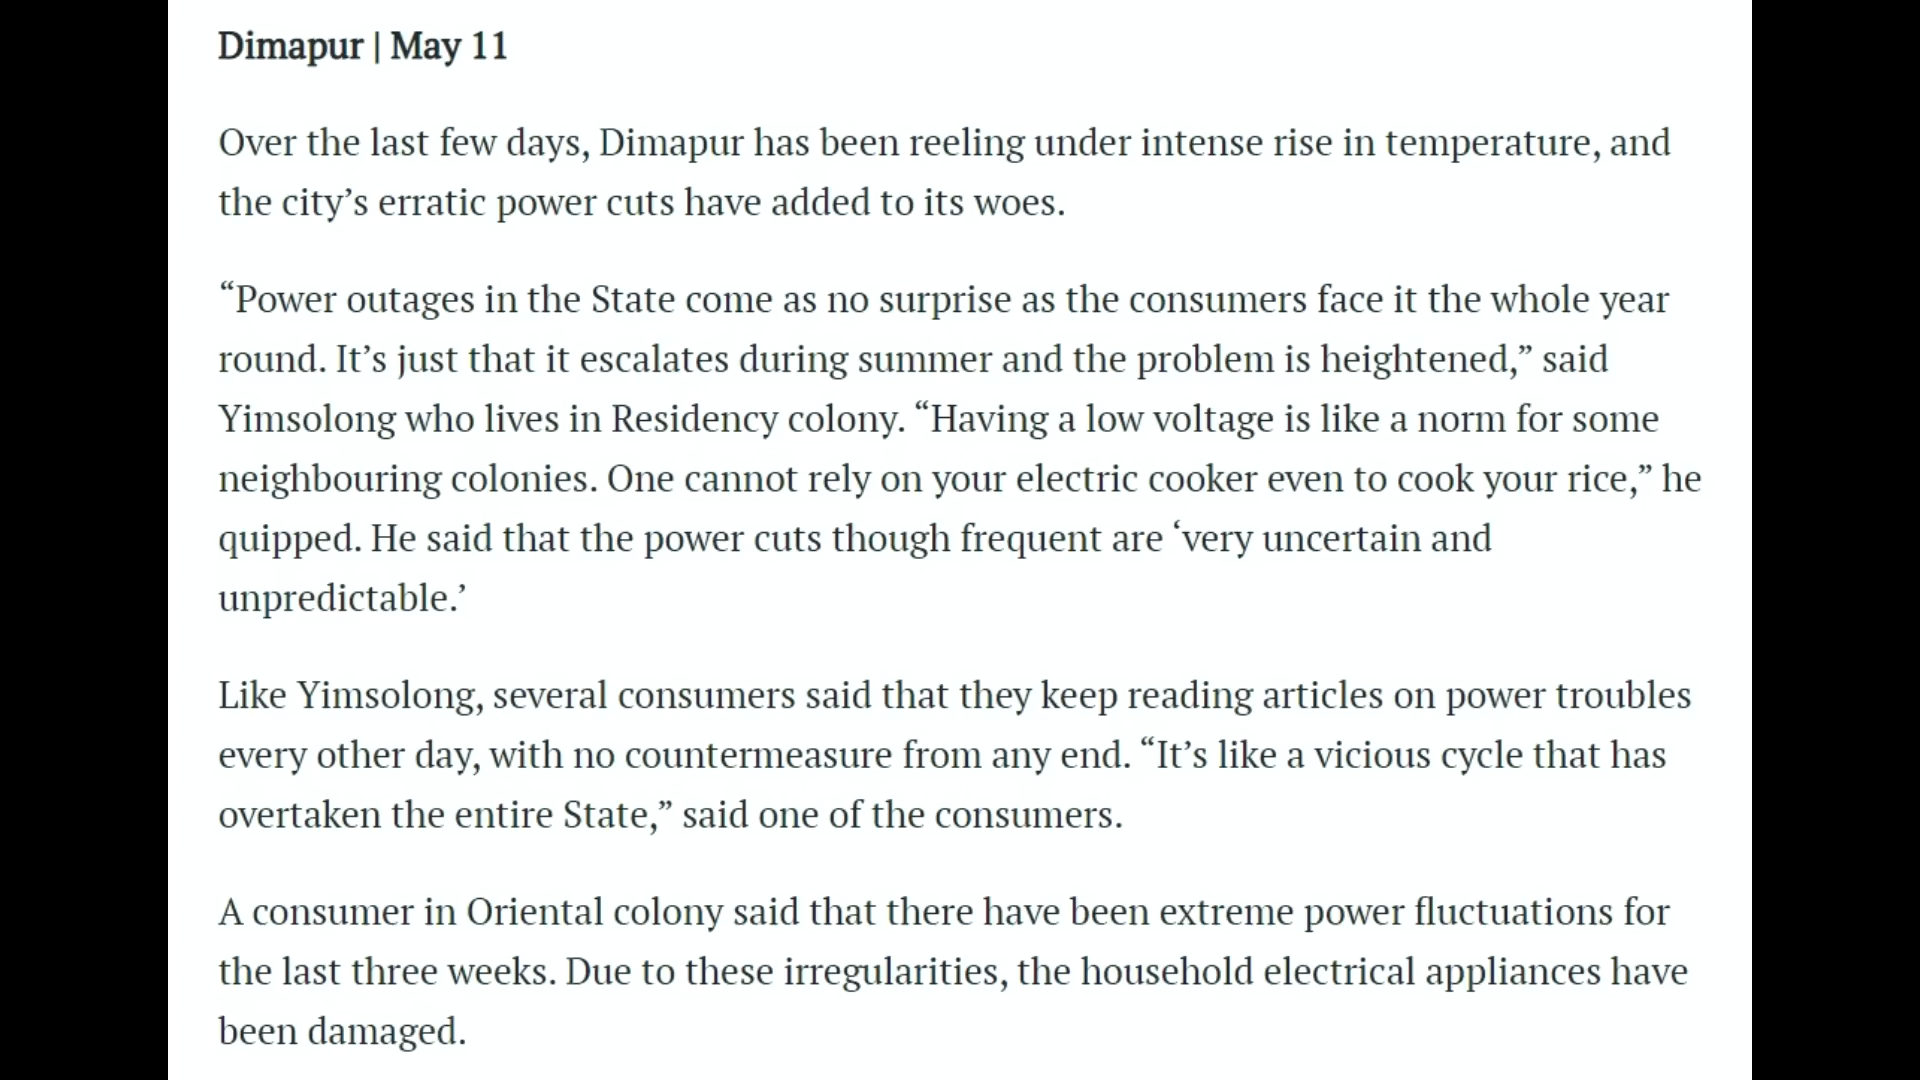 Dimapur | May 11
Over the last few days, Dimapur has been reeling under intense rise in temperature, and
the city’s erratic power cuts have added to its woes.
“Power outages in the State come as no surprise as the consumers face it the whole year
round. It’s just that it escalates during summer and the problem is heightened,” said
Yimsolong who lives in Residency colony. “Having a low voltage is like a norm for some
neighbouring colonies. One cannot rely on your electric cooker even to cook your rice,” he
quipped. He said that the power cuts though frequent are ‘very uncertain and
unpredictable.’
Like Yimsolong, several consumers said that they keep reading articles on power troubles
every other day, with no countermeasure from any end. “It’s like a vicious cycle that has
overtaken the entire State,” said one of the consumers.
A consumer in Oriental colony said that there have been extreme power fluctuations for
the last three weeks. Due to these irregularities, the household electrical appliances have
been damaged.